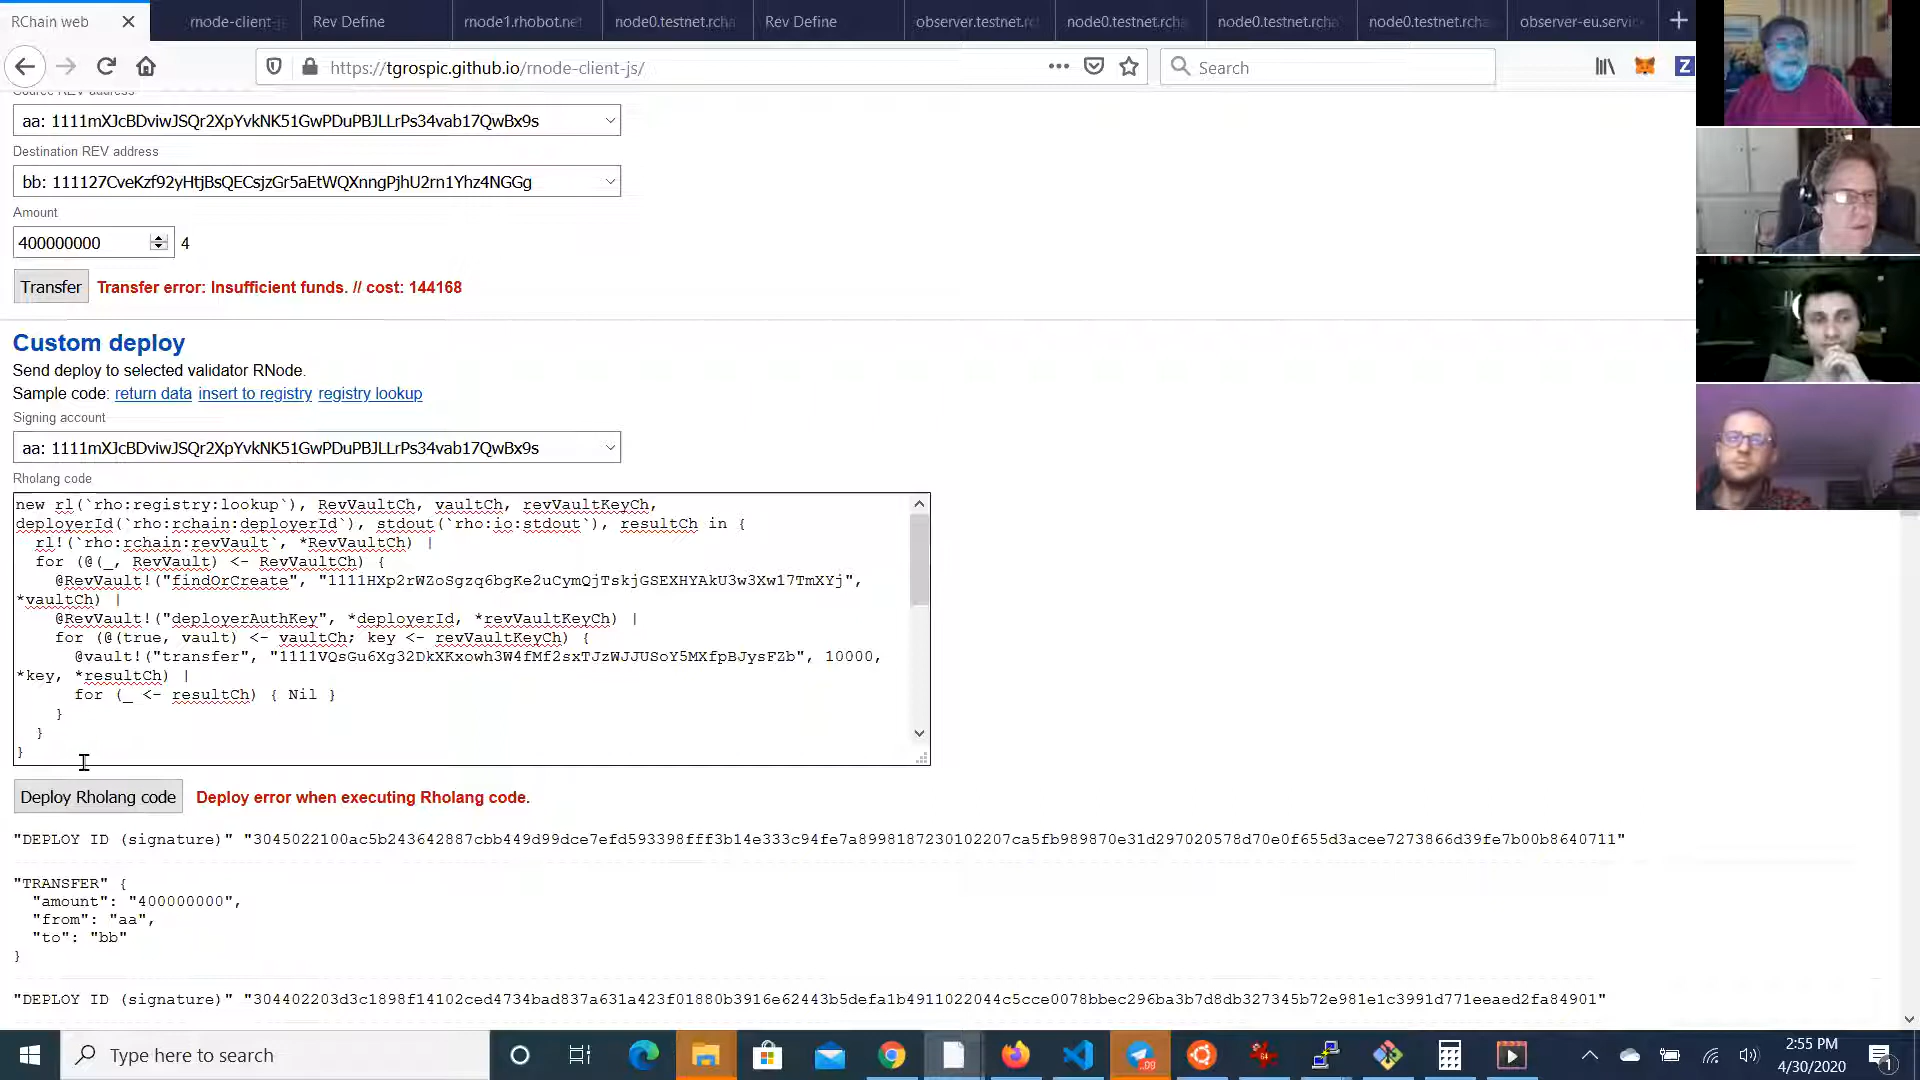 RChain web
rnode-client-js
Rev Define
rnode1.rhobot.net
node0.testnet.rcha
Rev Define
observer.testnet.rc
node0.testnet.rcha
node0.testnet.rcha
node0.testnet.rcha
observer-eu.servic
https://tgrospic.github.io/rnode-client-js/
Search
Source REV address
aa: 1111mXJcBDviwJSQr2XpYvkNK51GwPDuPBJLLrPs34vab17QwBx9s
Destination REV address
bb: 111127CveKzf92yHtjBsQECsjzGr5aEtWQXnngPjhU2rn1Yhz4NGGg
Amount
400000000 4
Transfer Transfer error: Insufficient funds. // cost: 144168
Custom deploy
Send deploy to selected validator RNode.
Sample code: return data insert to registry registry lookup
Signing account
aa: 1111mXJcBDviwJSQr2XpYvkNK51GwPDuPBJLLrPs34vab17QwBx9s
Rholang code
new rl(`rho:registry:lookup`), RevVaultCh, vaultCh, revVaultKeyCh,
deployerId(`rho:rchain:deployerId`), stdout(`rho:io:stdout`), resultCh in {
rl!(`rho:rchain:revVault`, *RevVaultCh) |
for (@(_, RevVault) <- RevVaultCh) {
@RevVault!("findOrCreate", "1111HXp2rWZoSgzq6bgKe2uCymQjTskjGSEXHYAkU3w3Xw17TmXYj",
*vaultCh) |
@RevVault!("deployerAuthKey", *deployerId, *revVaultKeyCh) |
for (@(true, vault) <- vaultCh; key <- revVaultKeyCh) {
@vault!("transfer", "1111VQsGu6Xg32DkXKxowh3W4fMf2sxTJzWJJUSoY5MXfpBJysFZb", 10000,
*key, *resultCh) |
for (_ <- resultCh) { Nil }
}
}
}
Deploy Rholang code Deploy error when executing Rholang code.
"DEPLOY ID (signature)" "3045022100ac5b243642887cbb449d99dce7efd593398fff3b14e333c94fe7a8998187230102207ca5fb989870e31d297020578d70e0f655d3acee7273866d39fe7b00b8640711"
"TRANSFER" {
"amount": "400000000",
"from": "aa",
"to": "bb"
}
"DEPLOY ID (signature)" "304402203d3c1898f14102ced4734bad837a631a423f01880b3916e62443b5defa1b4911022044c5cce0078bbec296ba3b7d8db327345b72e981e1c3991d771eeaed2fa84901"
Type here to search
2:55 PM
4/30/2020
1